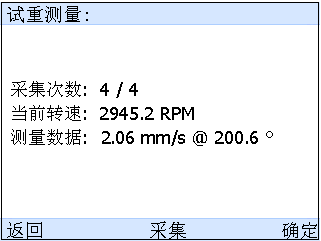 试重测量:
采集次数: 4 / 4
当前转速: 2945.2 RPM
测量数据: 2.06 mm/s @ 200.6 °
返回 采集 确定